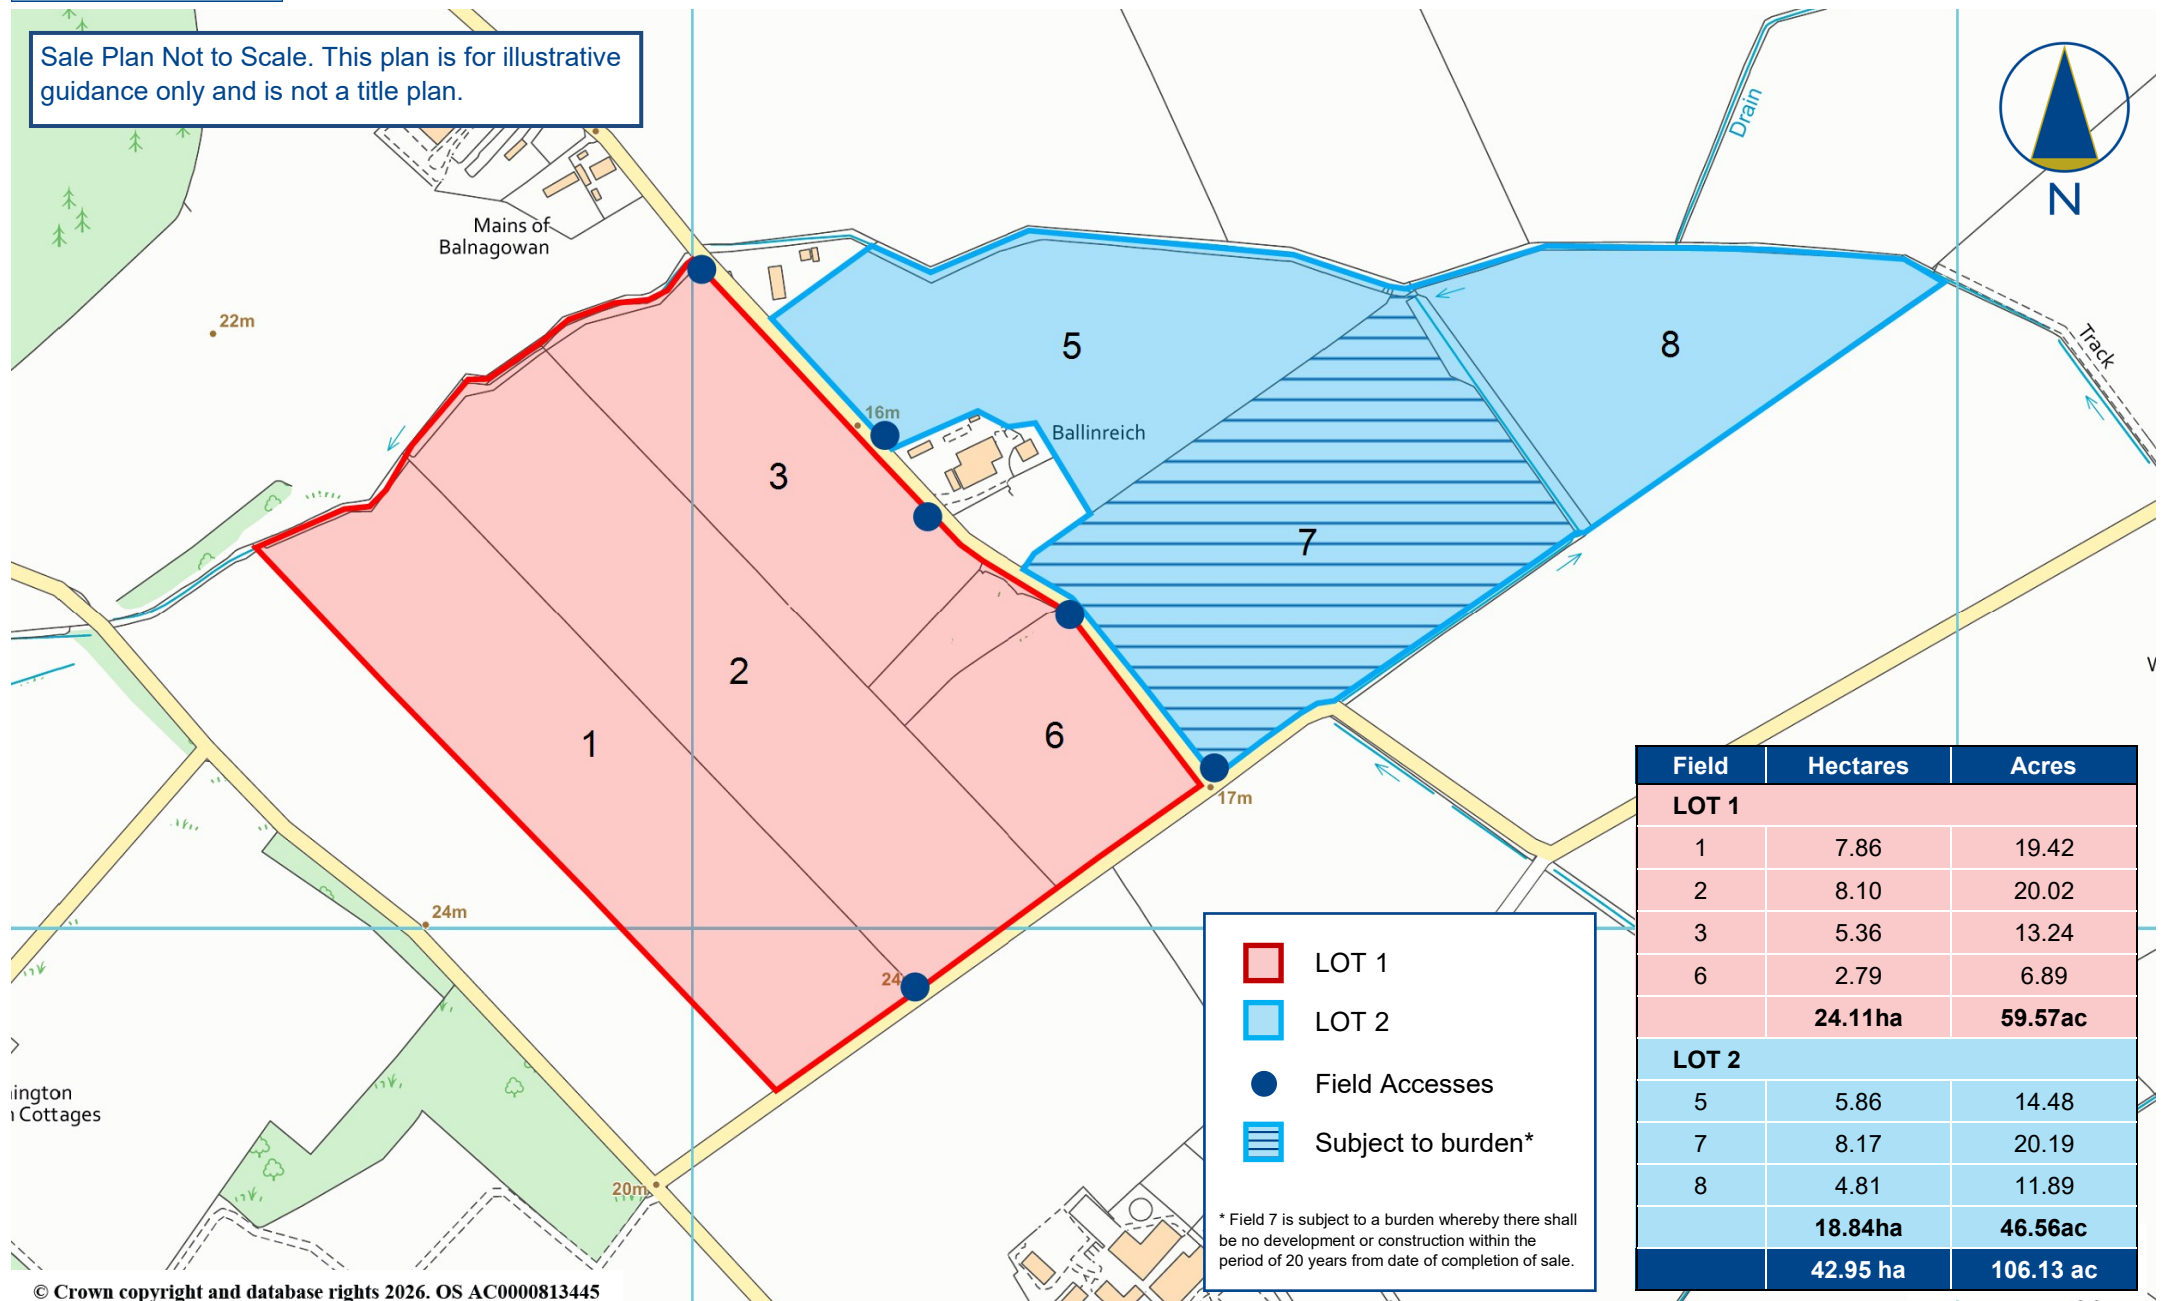 Sale Plan Not to Scale. This plan is for illustrative
guidance only and is not a title plan.
Drain
N
Mains of
Balnagowan
22m
Track
5
8
16m
Ballinreich
3
7
2
1
6
17m
24m
24
20m
Cottages
Field Hectares Acres
LOT 1
1 7.86 19.42
2 8.10 20.02
3 5.36 13.24
6 2.79 6.89
24.11ha 59.57ac
LOT 2
5 5.86 14.48
7 8.17 20.19
8 4.81 11.89
18.84ha 46.56ac
42.95 ha 106.13 ac
LOT 1
LOT 2
Field Accesses
Subject to burden*
* Field 7 is subject to a burden whereby there shall
be no development or construction within the
period of 20 years from date of completion of sale.
© Crown copyright and database rights 2026. OS AC0000813445